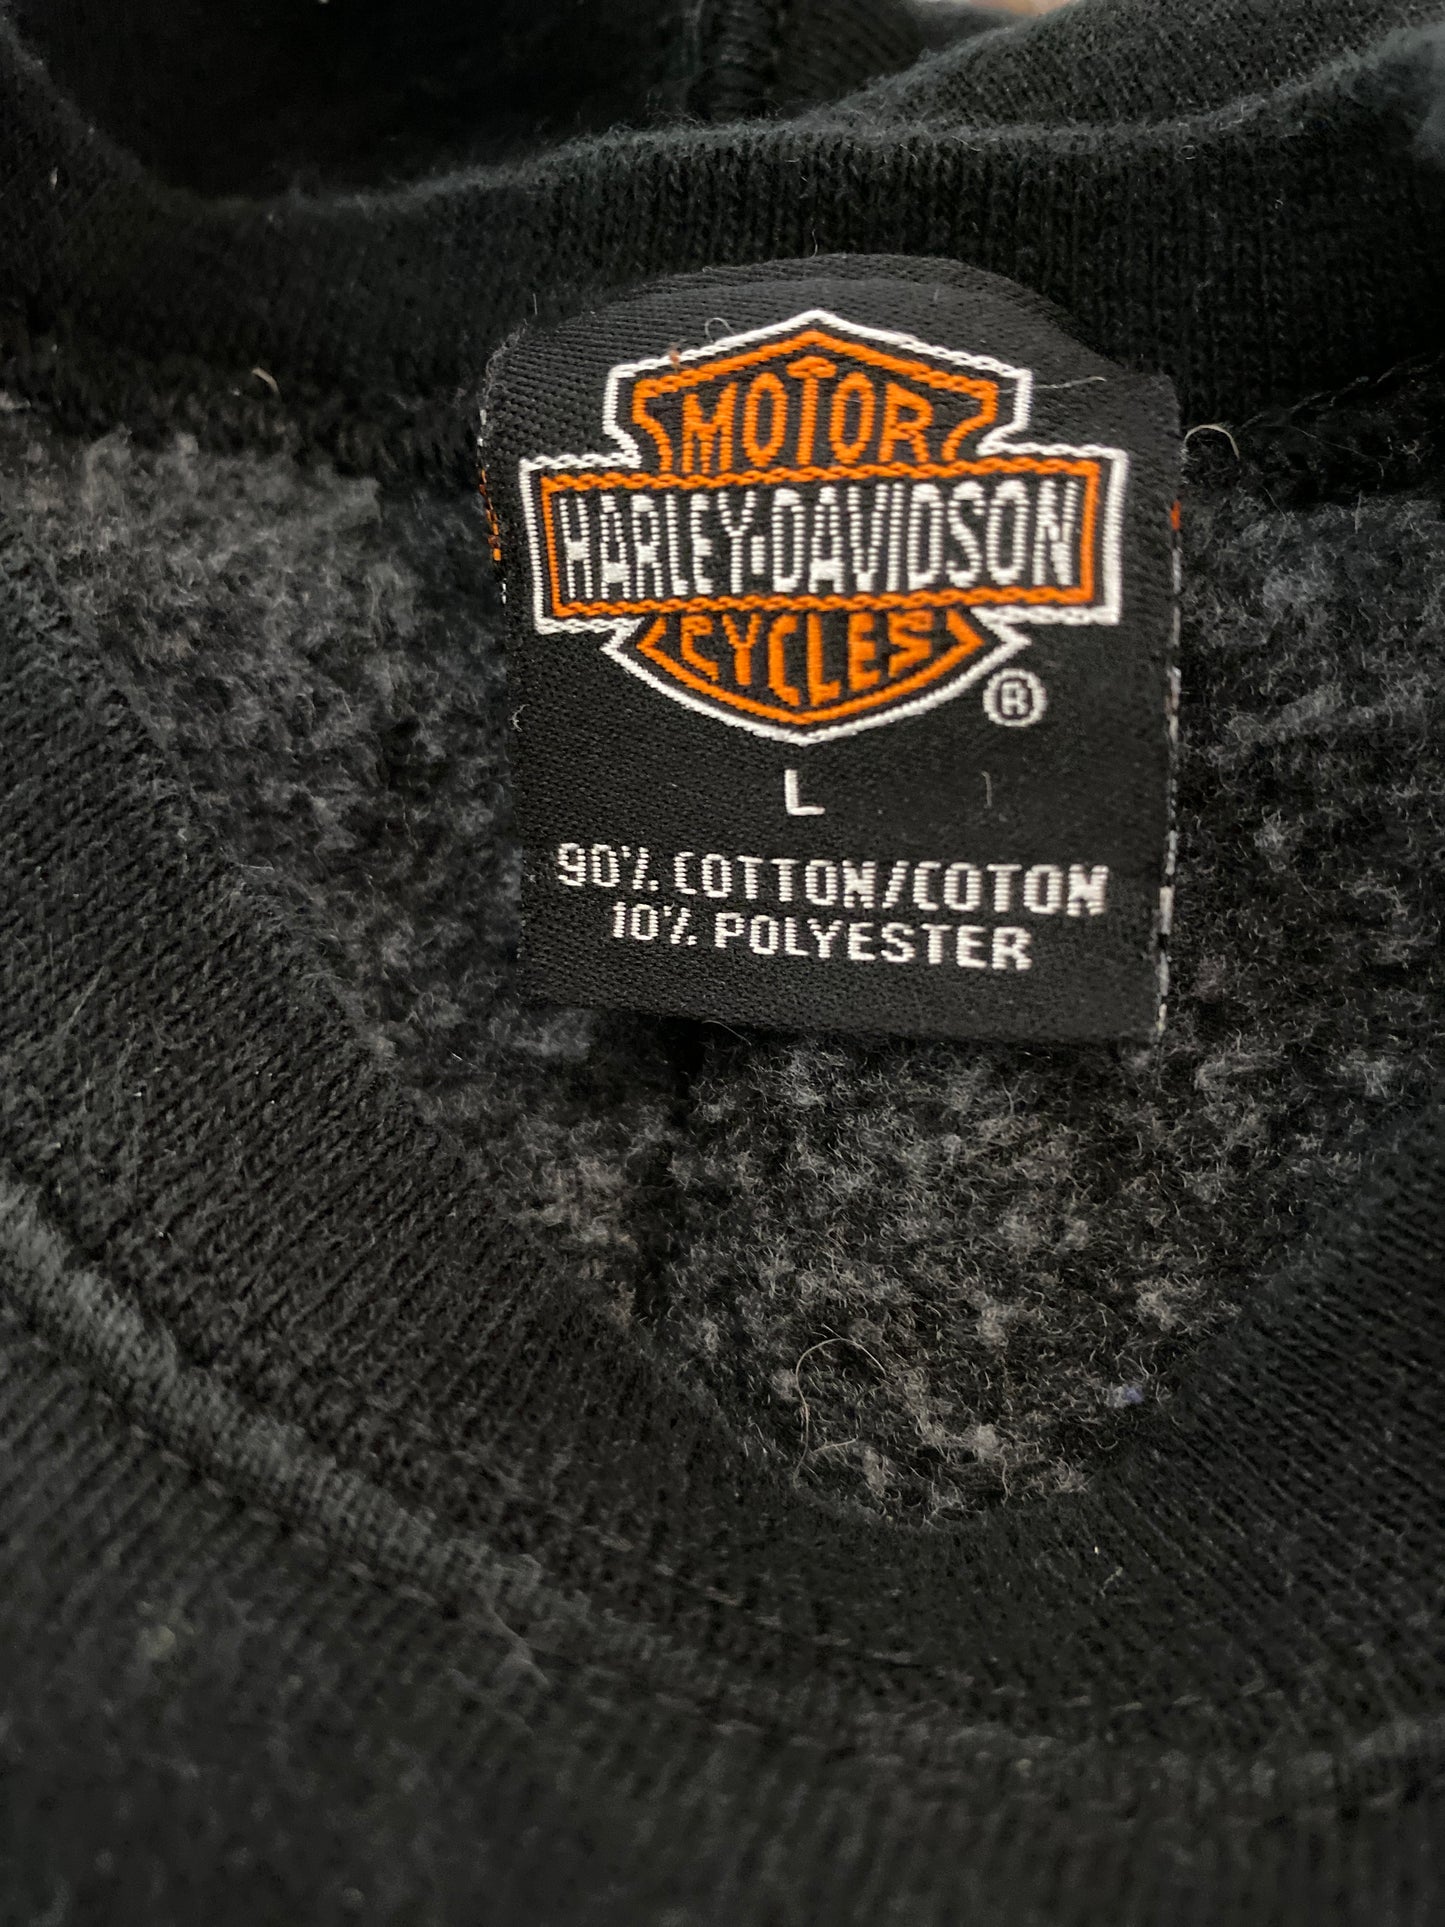 MOTOR
HARLEY-DAVIDSON
CYCLES
®
L
90% COTTON/COTON
10% POLYESTER